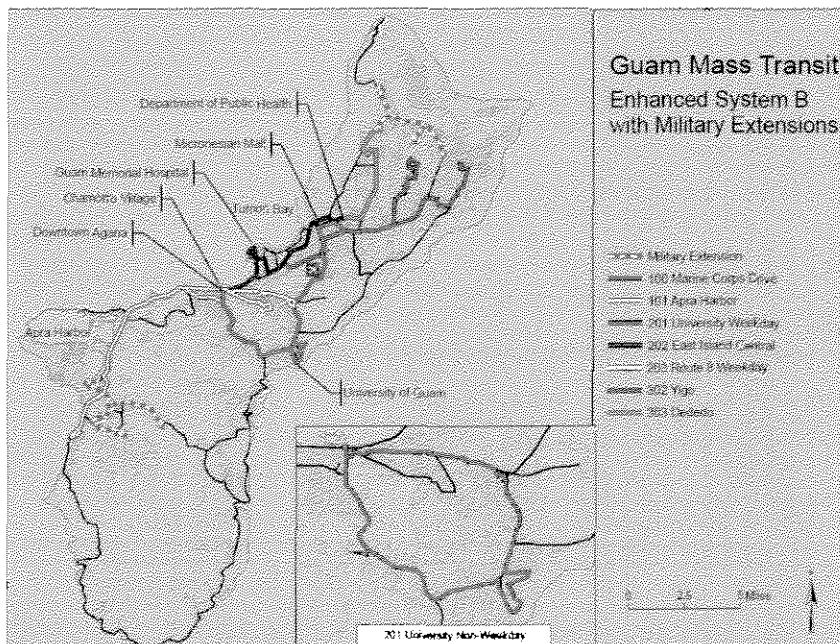 Guam Mass Transit
Enhanced System B
with Military Extensions
Department of Public Health
Micronesian Mall
Guam Memorial Hospital
Chamorro Village
Tumon Bay
Downtown Agana
Apra Harbor
University of Guam
Military Extension
100 Marine Corps Drive
101 Apra Harbor
201 University Weekday
202 East Island Central
203 Route 8 Weekday
302 Yigo
303 Dededo
0 2.5 5 Miles
201 University Non-Weekday